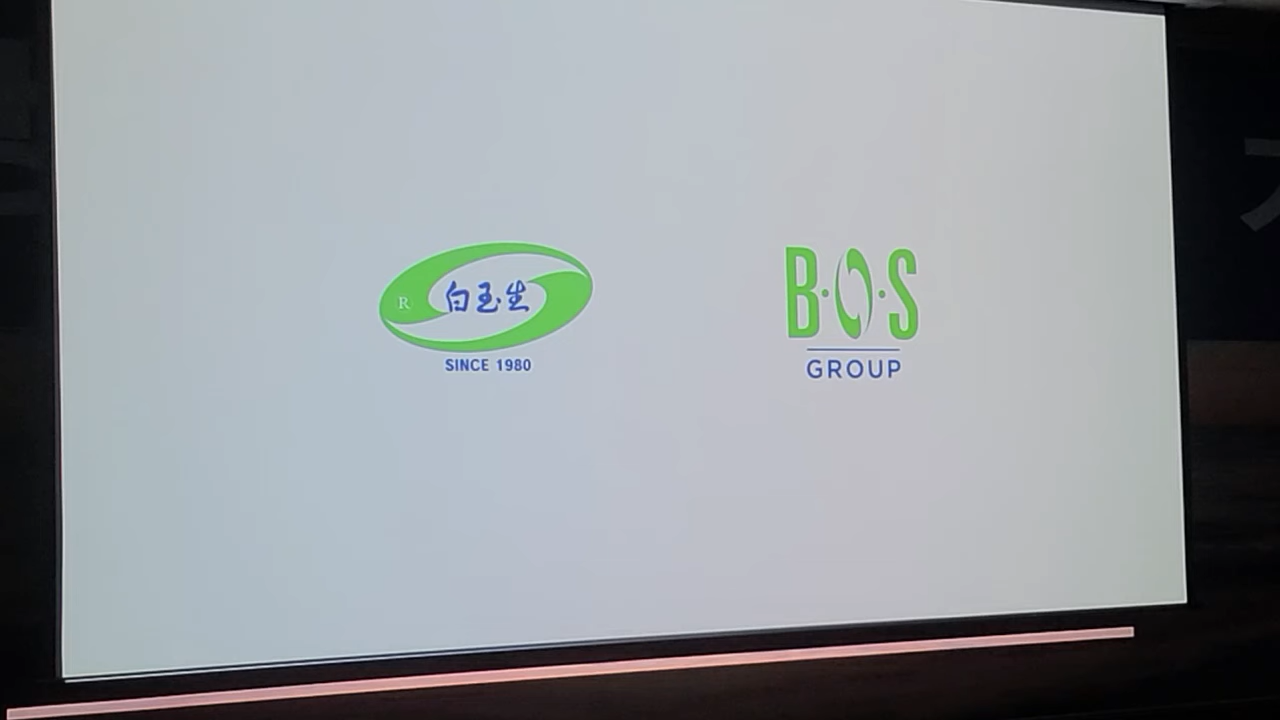 R
白玉生
SINCE 1980
B·O·S
GROUP